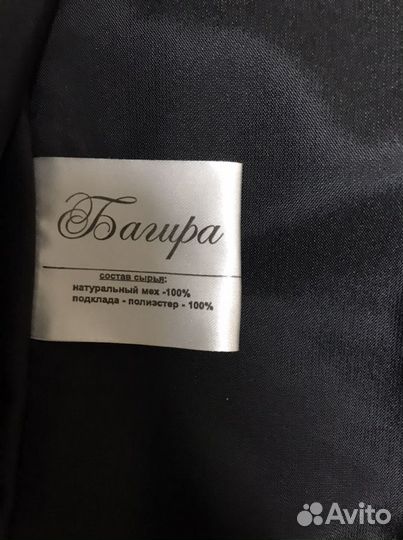 Багира
состав сырья:
натуральный мех -100%
подклада - полиэстер - 100%
Avito